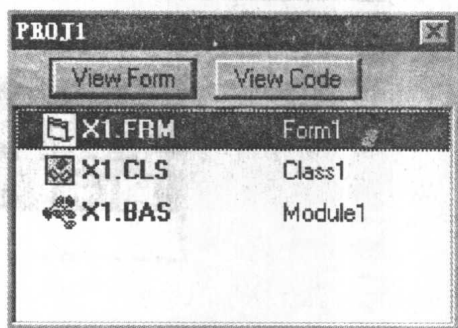 PROJ1
View Form View Code
X1.FRM Form1
X1.CLS Class1
X1.BAS Module1